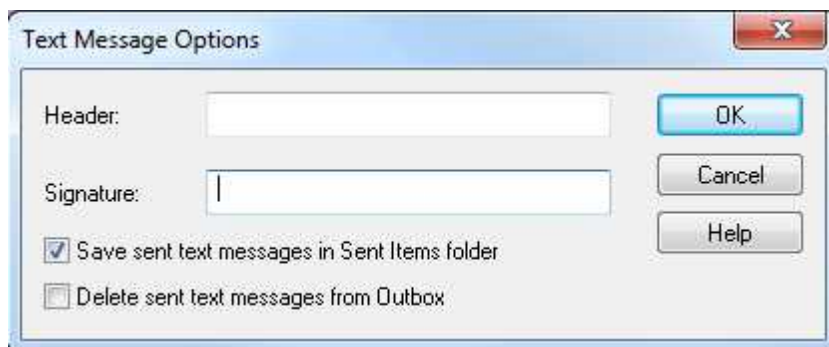 Text Message Options
Header:
OK
Signature:
Cancel
Help
Save sent text messages in Sent Items folder
Delete sent text messages from Outbox